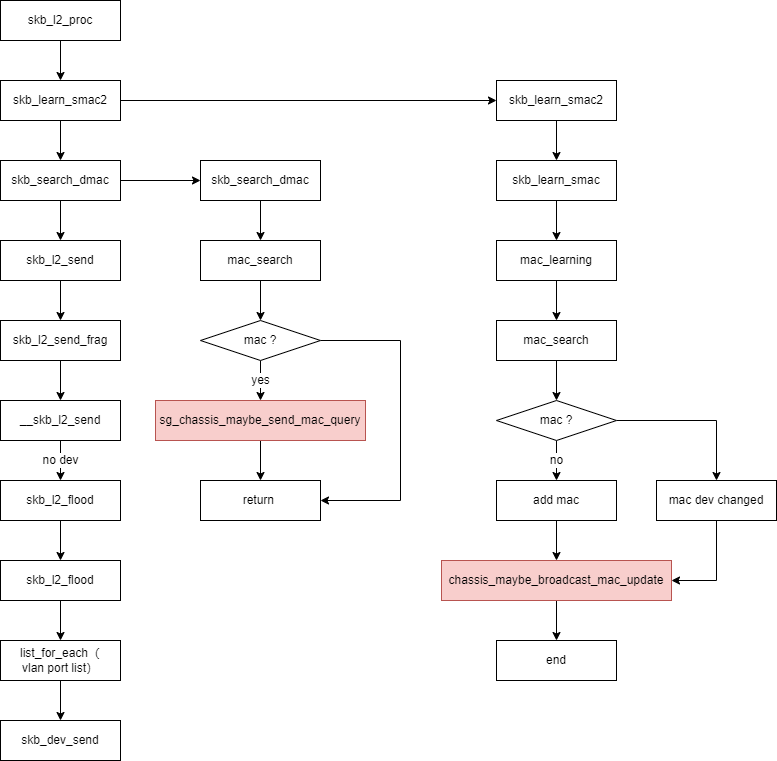 skb_l2_proc
skb_learn_smac2
skb_learn_smac2
skb_search_dmac
skb_search_dmac
skb_learn_smac
skb_l2_send
mac_search
mac_learning
skb_l2_send_frag
mac ?
mac_search
yes
__skb_l2_send
sg_chassis_maybe_send_mac_query
mac ?
no dev
no
skb_l2_flood
return
add mac
mac dev changed
skb_l2_flood
chassis_maybe_broadcast_mac_update
list_for_each（
vlan port list）
end
skb_dev_send